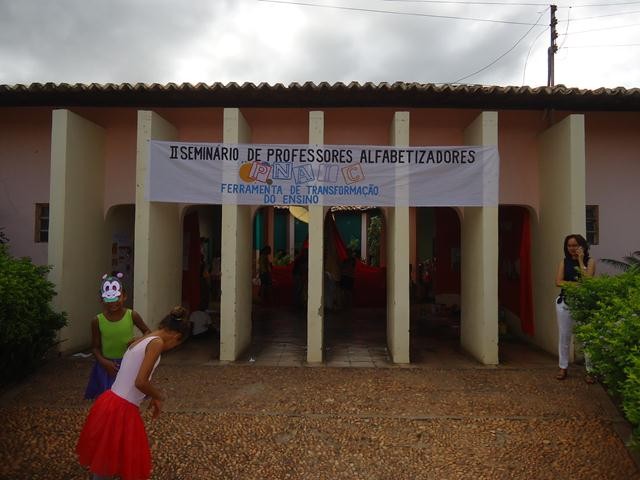 II SEMINÁRIO DE PROFESSORES ALFABETIZADORES
PNAIC
FERRAMENTA DE TRANSFORMAÇÃO
DO ENSINO